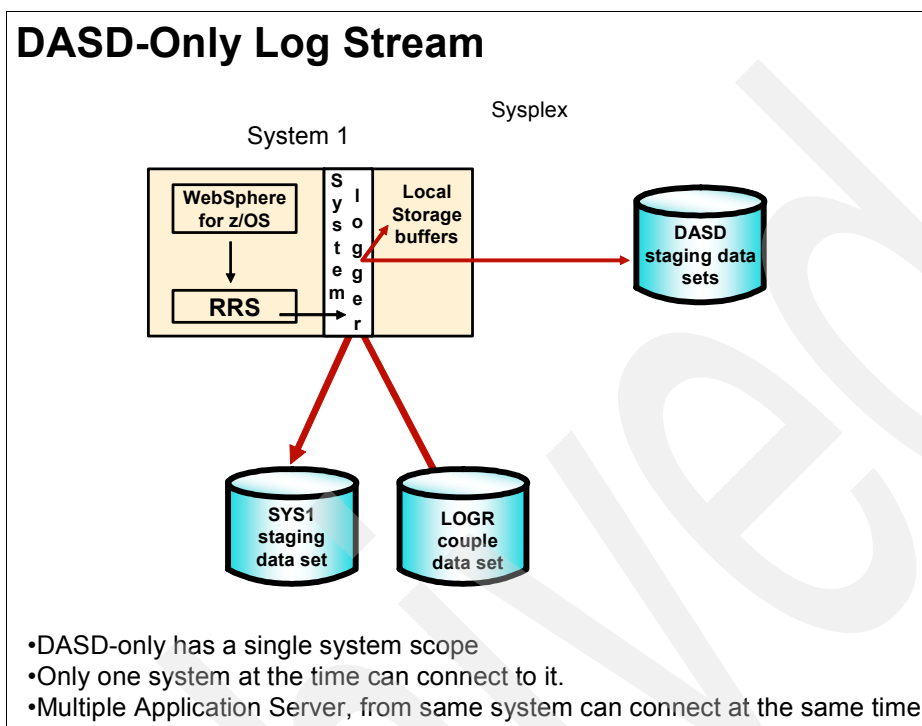 DASD-Only Log Stream
Sysplex
System 1
WebSphere
for z/OS
RRS
System
logger
Local
Storage
buffers
DASD
staging data
sets
SYS1
staging
data set
LOGR
couple
data set
•DASD-only has a single system scope
•Only one system at the time can connect to it.
•Multiple Application Server, from same system can connect at the same time